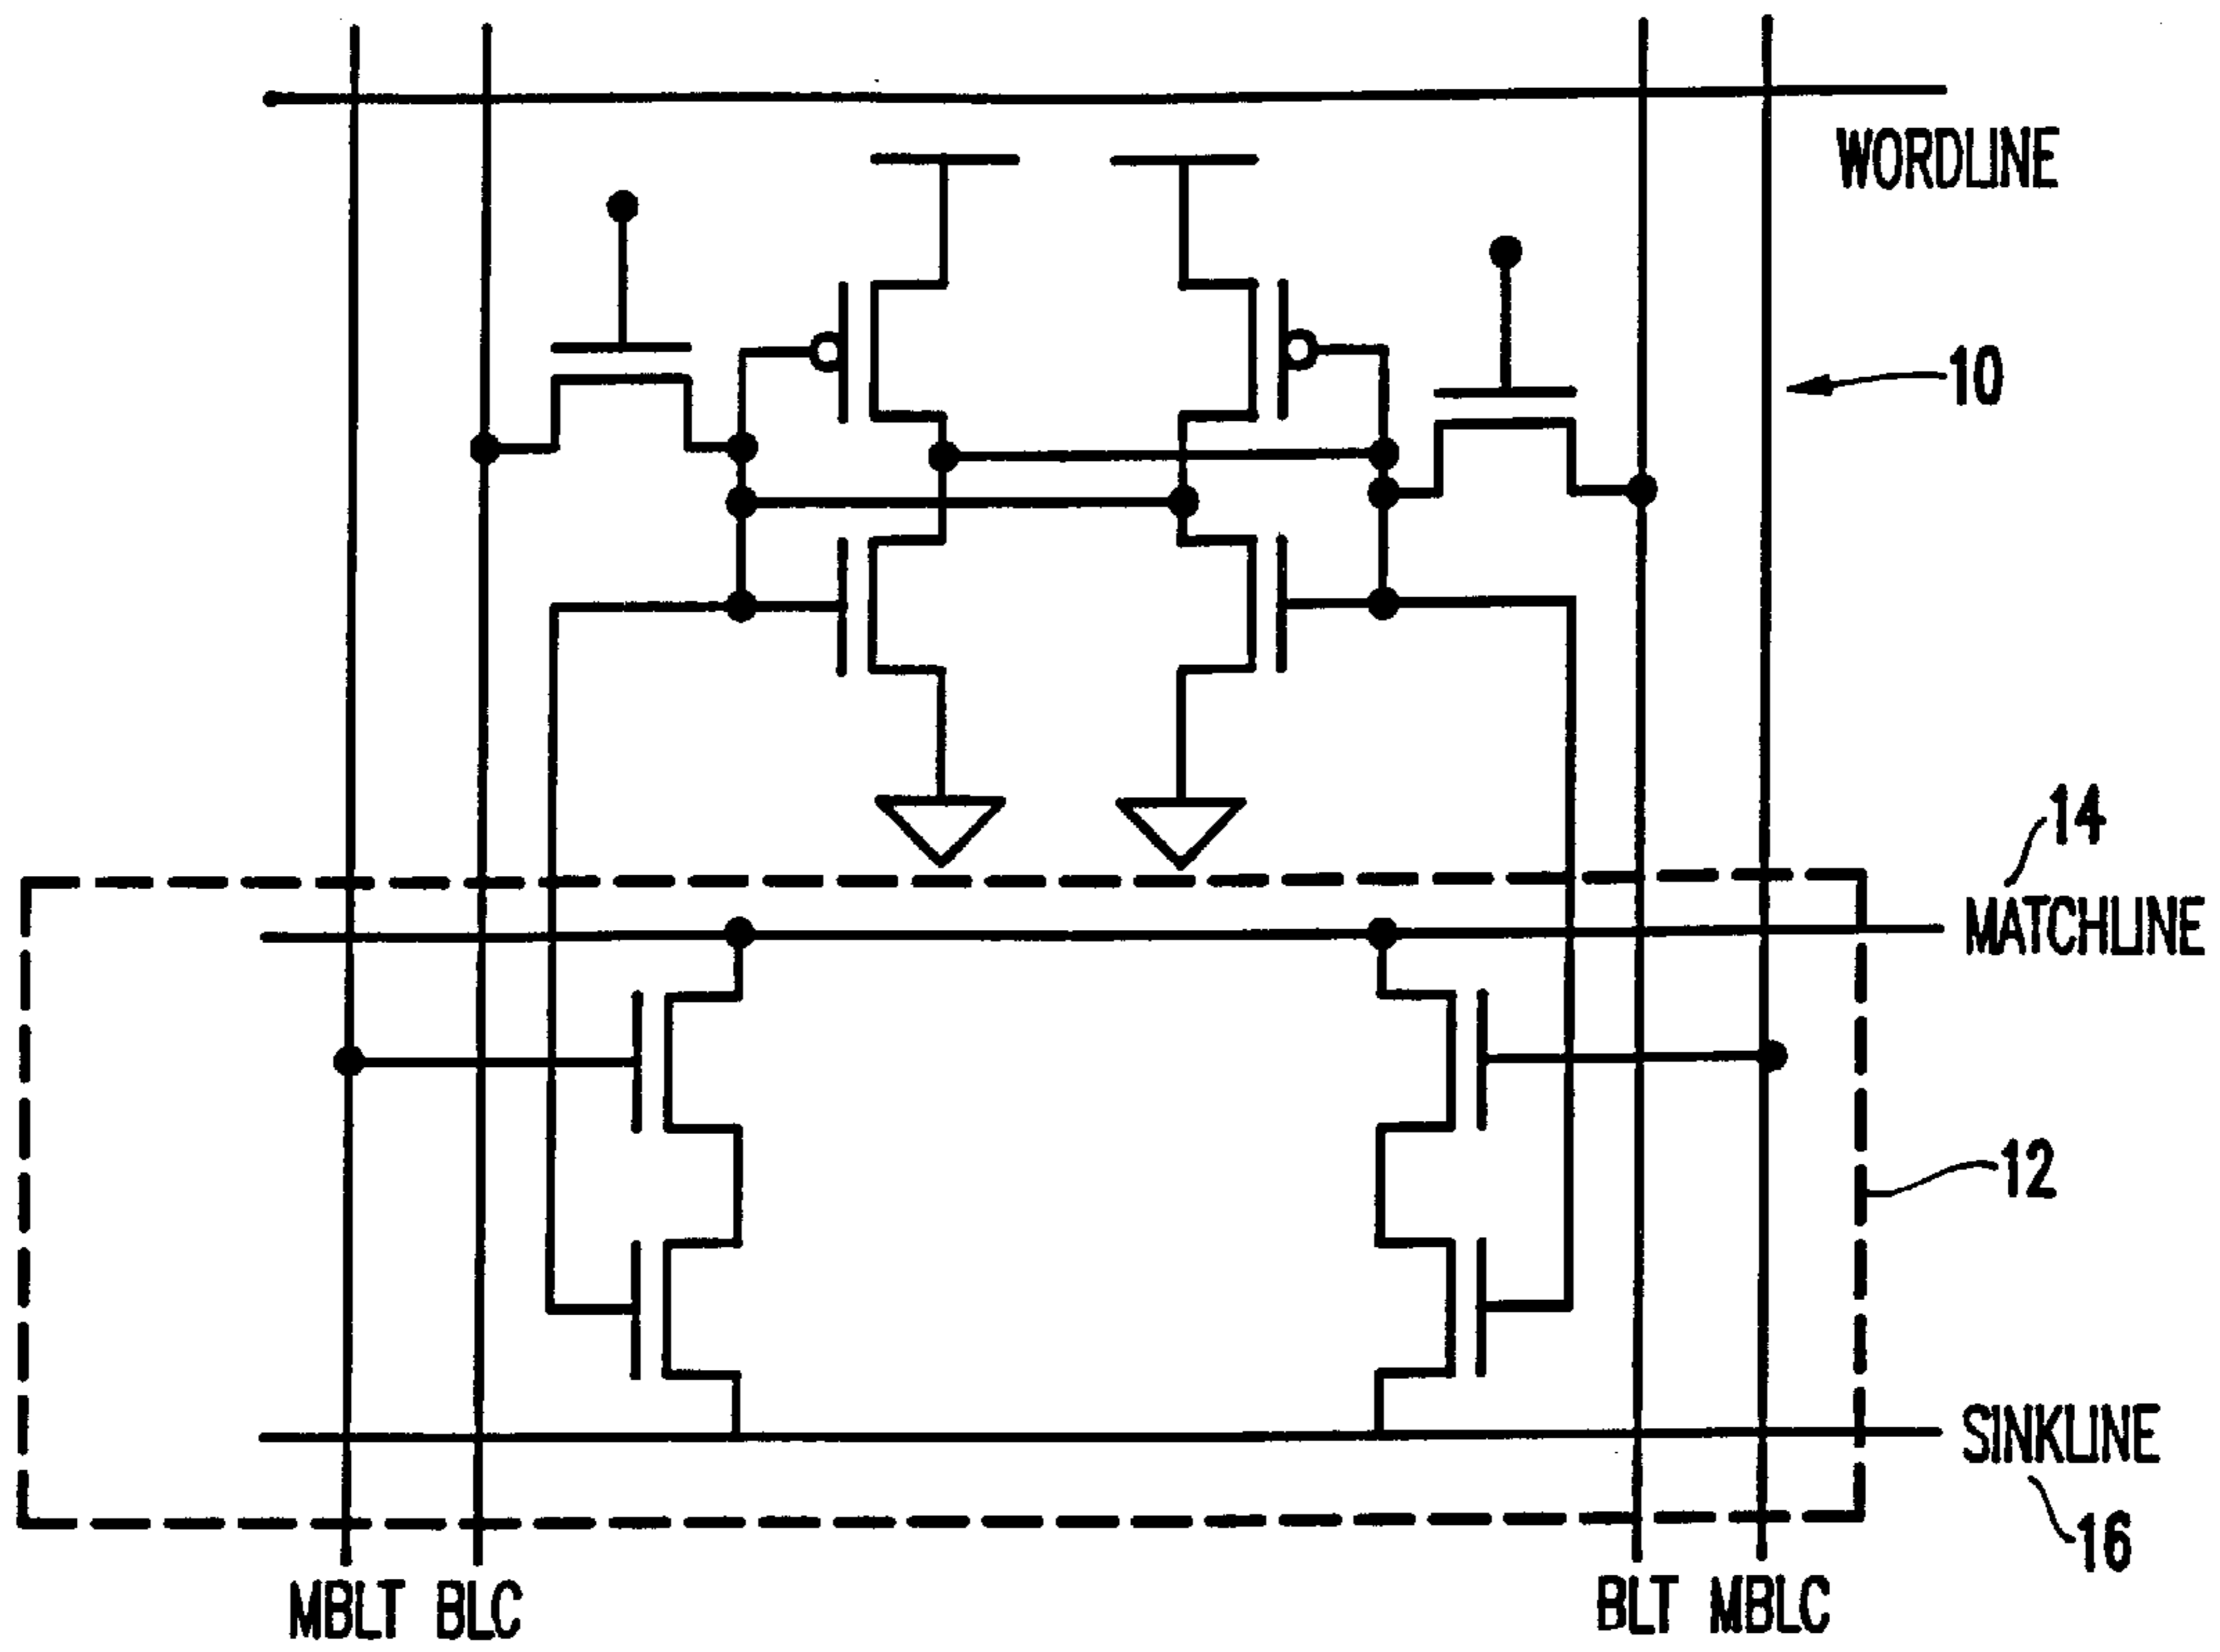 WORDLINE
10
14
MATCHLINE
12
SINKLINE
16
MBLT BLC
BLT MBLC